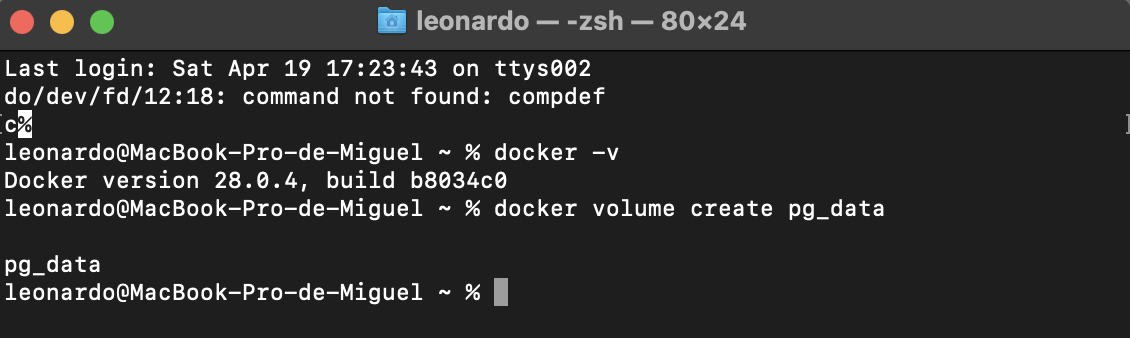 leonardo — -zsh — 80×24
Last login: Sat Apr 19 17:23:43 on ttys002
do/dev/fd/12:18: command not found: compdef
c%
leonardo@MacBook-Pro-de-Miguel ~ % docker -v
Docker version 28.0.4, build b8034c0
leonardo@MacBook-Pro-de-Miguel ~ % docker volume create pg_data
pg_data
leonardo@MacBook-Pro-de-Miguel ~ %